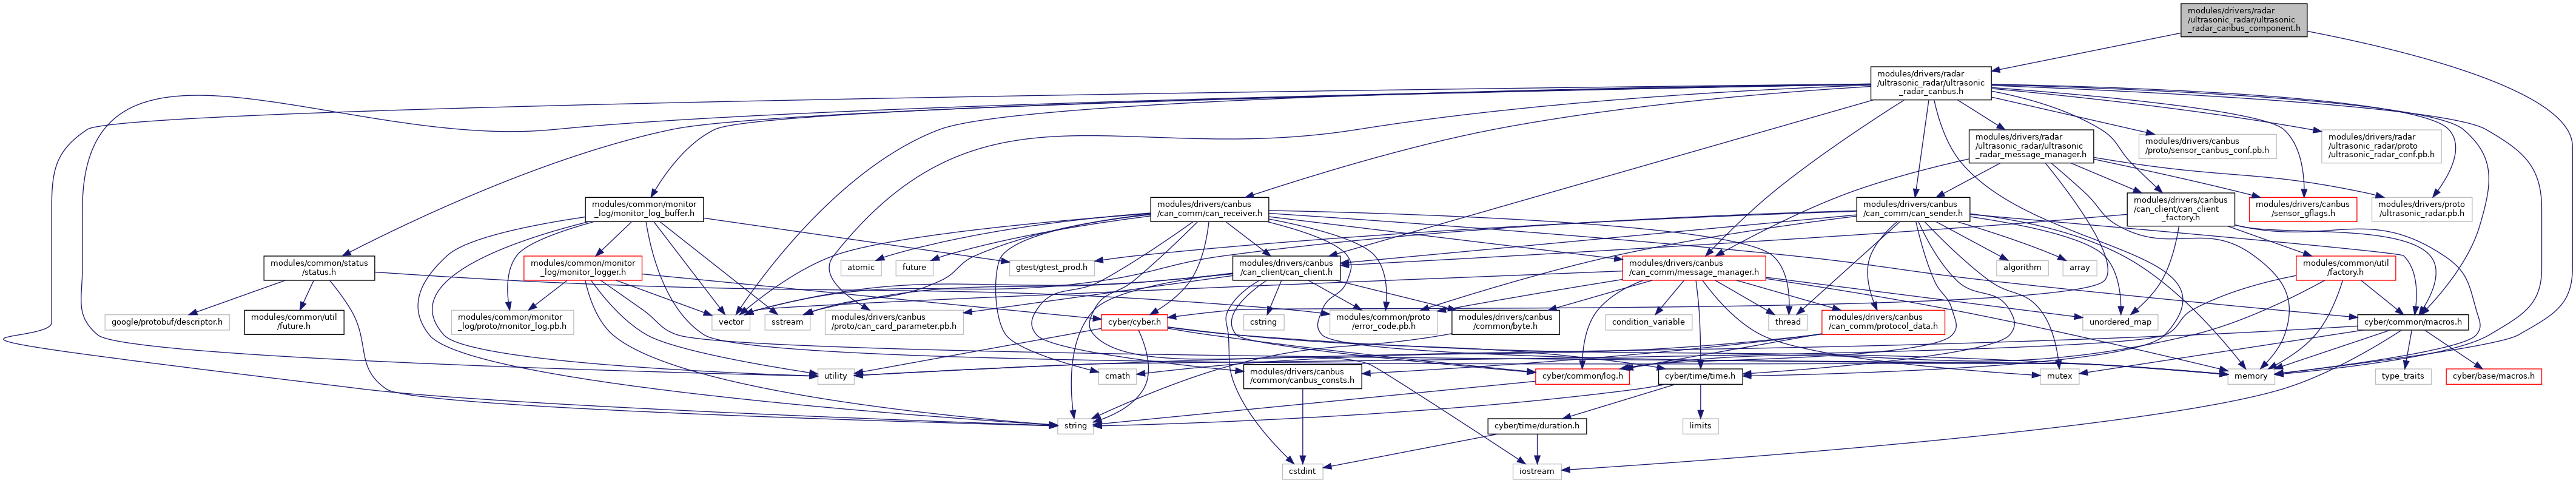 modules/drivers/radar
/ultrasonic_radar/ultrasonic
_radar_canbus_component.h
modules/drivers/radar
/ultrasonic_radar/ultrasonic
_radar_canbus.h
modules/drivers/radar
/ultrasonic_radar/ultrasonic
_radar_message_manager.h
modules/drivers/canbus
/proto/sensor_canbus_conf.pb.h
modules/drivers/radar
/ultrasonic_radar/proto
/ultrasonic_radar_conf.pb.h
modules/common/monitor
_log/monitor_log_buffer.h
modules/drivers/canbus
/can_comm/can_receiver.h
modules/drivers/canbus
/can_comm/can_sender.h
modules/drivers/canbus
/can_client/can_client
_factory.h
modules/drivers/canbus
/sensor_gflags.h
modules/drivers/proto
/ultrasonic_radar.pb.h
modules/common/status
/status.h
modules/common/monitor
_log/monitor_logger.h
atomic
future
gtest/gtest_prod.h
modules/drivers/canbus
/can_client/can_client.h
modules/drivers/canbus
/can_comm/message_manager.h
algorithm
array
modules/common/util
/factory.h
google/protobuf/descriptor.h
modules/common/util
/future.h
modules/common/monitor
_log/proto/monitor_log.pb.h
vector
sstream
modules/drivers/canbus
/proto/can_card_parameter.pb.h
cyber/cyber.h
cstring
modules/common/proto
/error_code.pb.h
modules/drivers/canbus
/common/byte.h
condition_variable
thread
modules/drivers/canbus
/can_comm/protocol_data.h
unordered_map
cyber/common/macros.h
utility
cmath
modules/drivers/canbus
/common/canbus_consts.h
cyber/common/log.h
cyber/time/time.h
mutex
memory
type_traits
cyber/base/macros.h
string
cyber/time/duration.h
limits
cstdint
iostream